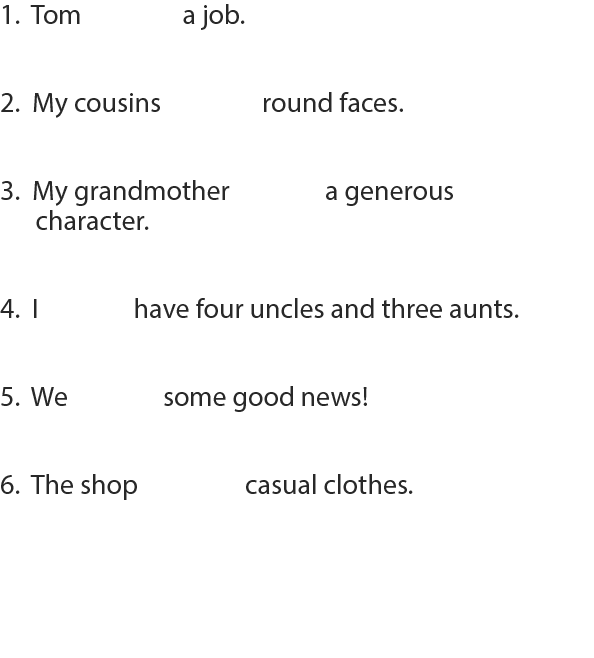 1. Tom a job.
2. My cousins round faces.
3. My grandmother a generous
character.
4. I have four uncles and three aunts.
5. We some good news!
6. The shop casual clothes.